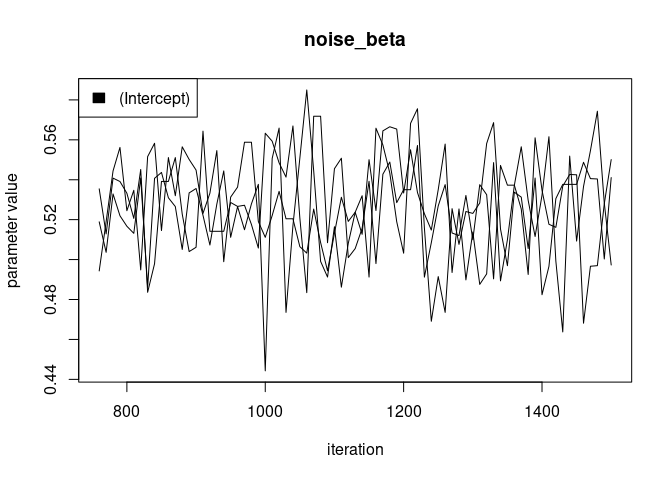 noise_beta
(Intercept)
parameter value
0.56
0.52
0.48
0.44
800 1000 1200 1400
iteration